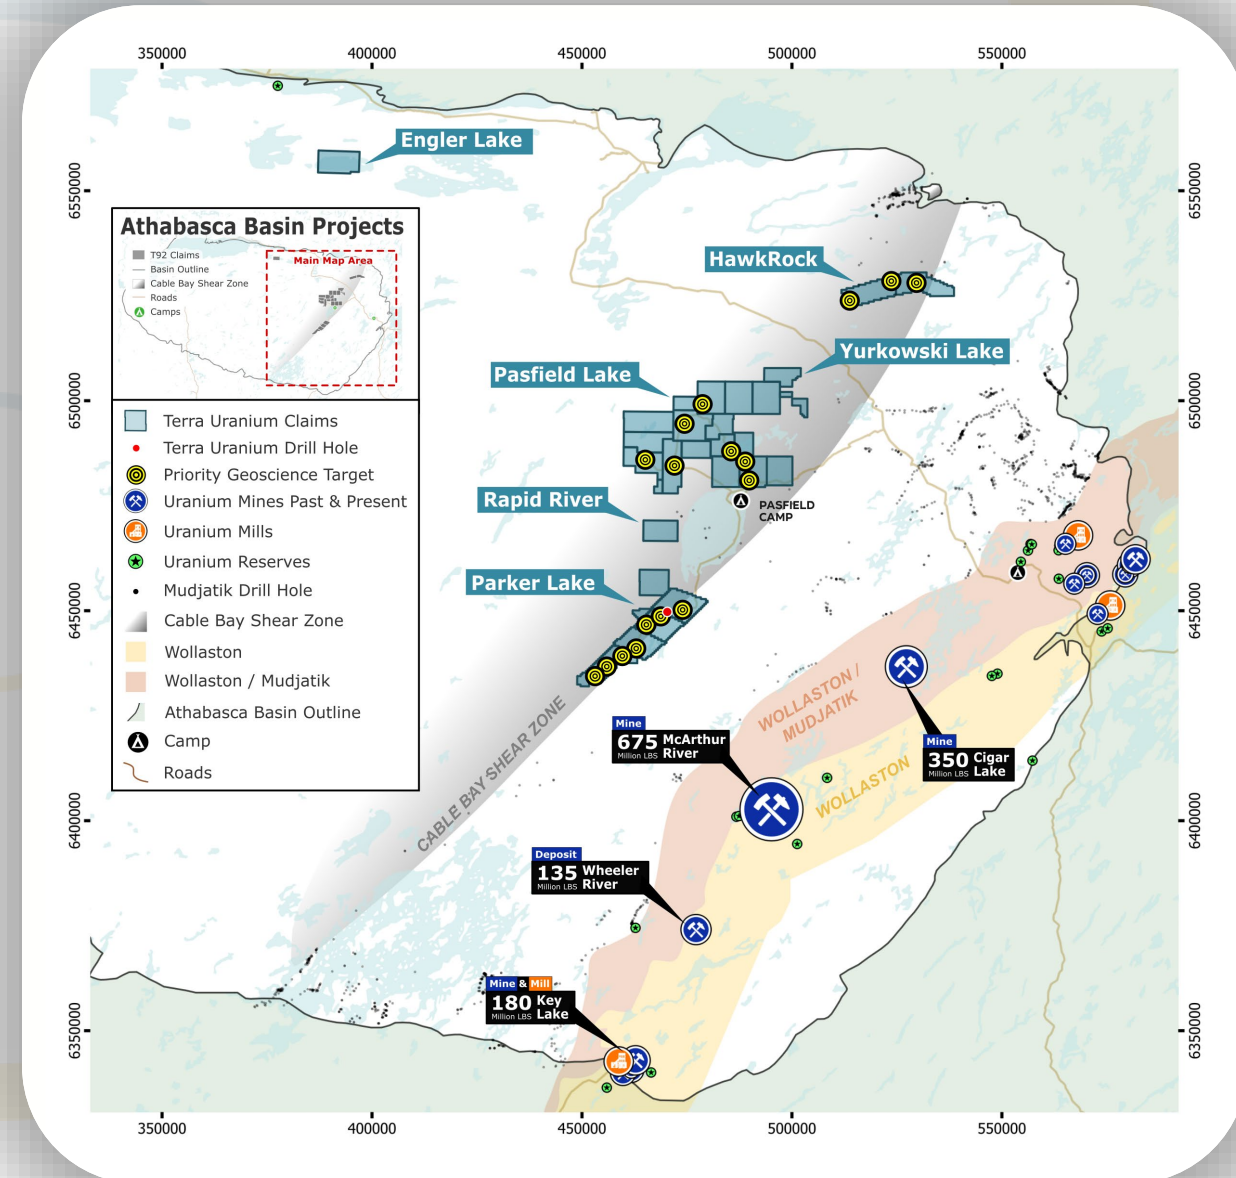 350000
400000
450000
500000
550000
6550000
6500000
6450000
6400000
6350000
6550000
6500000
6450000
6400000
6350000
Engler Lake
HawkRock
Yurkowski Lake
Pasfield Lake
Rapid River
Parker Lake
PASFIELD
CAMP
Athabasca Basin Projects
T92 Claims
Basin Outline
Cable Bay Shear Zone
Roads
Camps
Main Map Area
Terra Uranium Claims
Terra Uranium Drill Hole
Priority Geoscience Target
Uranium Mines Past & Present
Uranium Mills
Uranium Reserves
Mudjatik Drill Hole
Cable Bay Shear Zone
Wollaston
Wollaston / Mudjatik
Athabasca Basin Outline
Camp
Roads
CABLE BAY SHEAR ZONE
WOLLASTON /
MUDJATIK
WOLLASTON
Mine
675 McArthur
Million LBS River
Mine
350 Cigar
Million LBS Lake
Deposit
135 Wheeler
Million LBS River
Mine & Mill
180 Key
Million LBS Lake
350000
400000
450000
500000
550000